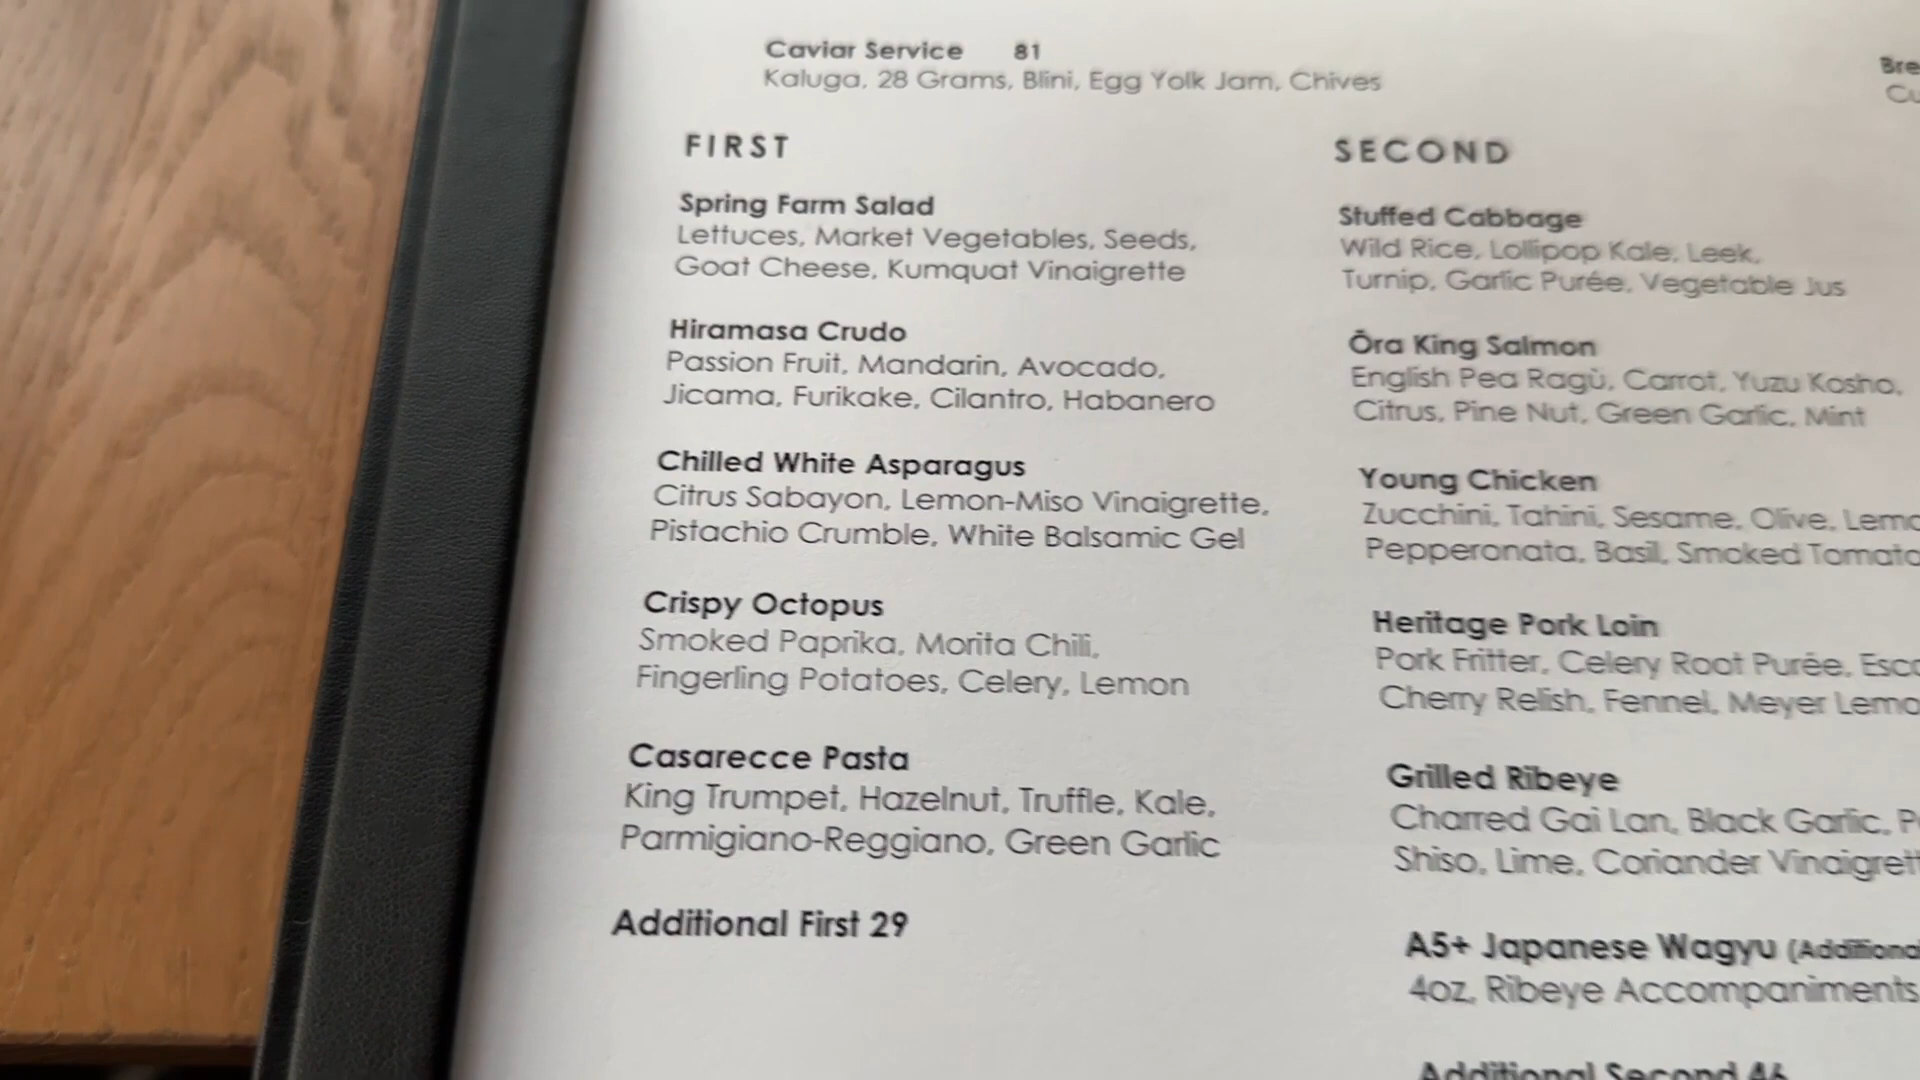 Caviar Service 81
Kaluga, 28 Grams, Blini, Egg Yolk Jam, Chives
FIRST
Spring Farm Salad
Lettuces, Market Vegetables, Seeds,
Goat Cheese, Kumquat Vinaigrette
Hiramasa Crudo
Passion Fruit, Mandarin, Avocado,
Jicama, Furikake, Cilantro, Habanero
Chilled White Asparagus
Citrus Sabayon, Lemon-Miso Vinaigrette,
Pistachio Crumble, White Balsamic Gel
Crispy Octopus
Smoked Paprika, Morita Chili,
Fingerling Potatoes, Celery, Lemon
Casarecce Pasta
King Trumpet, Hazelnut, Truffle, Kale,
Parmigiano-Reggiano, Green Garlic
Additional First 29
SECOND
Stuffed Cabbage
Wild Rice, Lollipop Kale, Leek,
Turnip, Garlic Purée, Vegetable Jus
Ōra King Salmon
English Pea Ragù, Carrot, Yuzu Kosho,
Citrus, Pine Nut, Green Garlic, Mint
Young Chicken
Zucchini, Tahini, Sesame, Olive,
Pepperonata, Basil, Smoked
Heritage Pork Loin
Pork Fritter, Celery Root Purée,
Cherry Relish, Fennel, Meyer
Grilled Ribeye
Charred Gai Lan, Black Garlic,
Shiso, Lime, Coriander
A5+ Japanese Wagyu
4oz, Ribeye Accompaniments
Additional Second 46